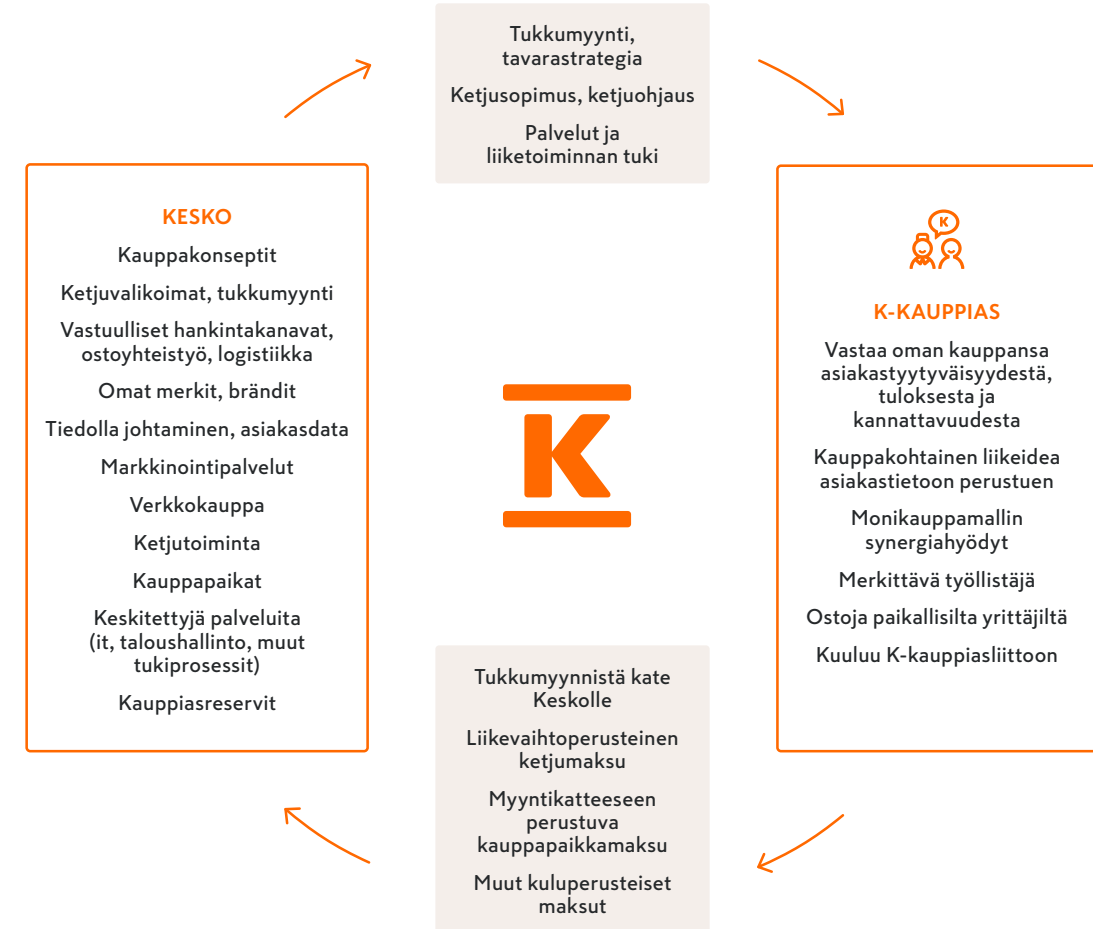 Tukkumyynti,
tavarastrategia
Ketjusopimus, ketjuohjaus
Palvelut ja
liiketoiminnan tuki
KESKO
Kauppakonseptit
Ketjuvalikoimat, tukkumyynti
Vastuulliset hankintakanavat,
ostoyhteistyö, logistiikka
Omat merkit, brändit
Tiedolla johtaminen, asiakasdata
Markkinointipalvelut
Verkkokauppa
Ketjutoiminta
Kauppapaikat
Keskitettyjä palveluita
(it, taloushallinto, muut
tukiprosessit)
Kauppiasreservit
K
K
K-KAUPPIAS
Vastaa oman kauppansa
asiakastyytyväisyydestä,
tuloksesta ja
kannattavuudesta
Kauppakohtainen liikeidea
asiakastietoon perustuen
Monikauppamallin
synergiahyödyt
Merkittävä työllistäjä
Ostoja paikallisilta yrittäjiltä
Kuuluu K-kauppiasliittoon
Tukkumyynnistä kate
Keskolle
Liikevaihtoperusteinen
ketjumaksu
Myyntikatteeseen
perustuva
kauppapaikkamaksu
Muut kuluperusteiset
maksut